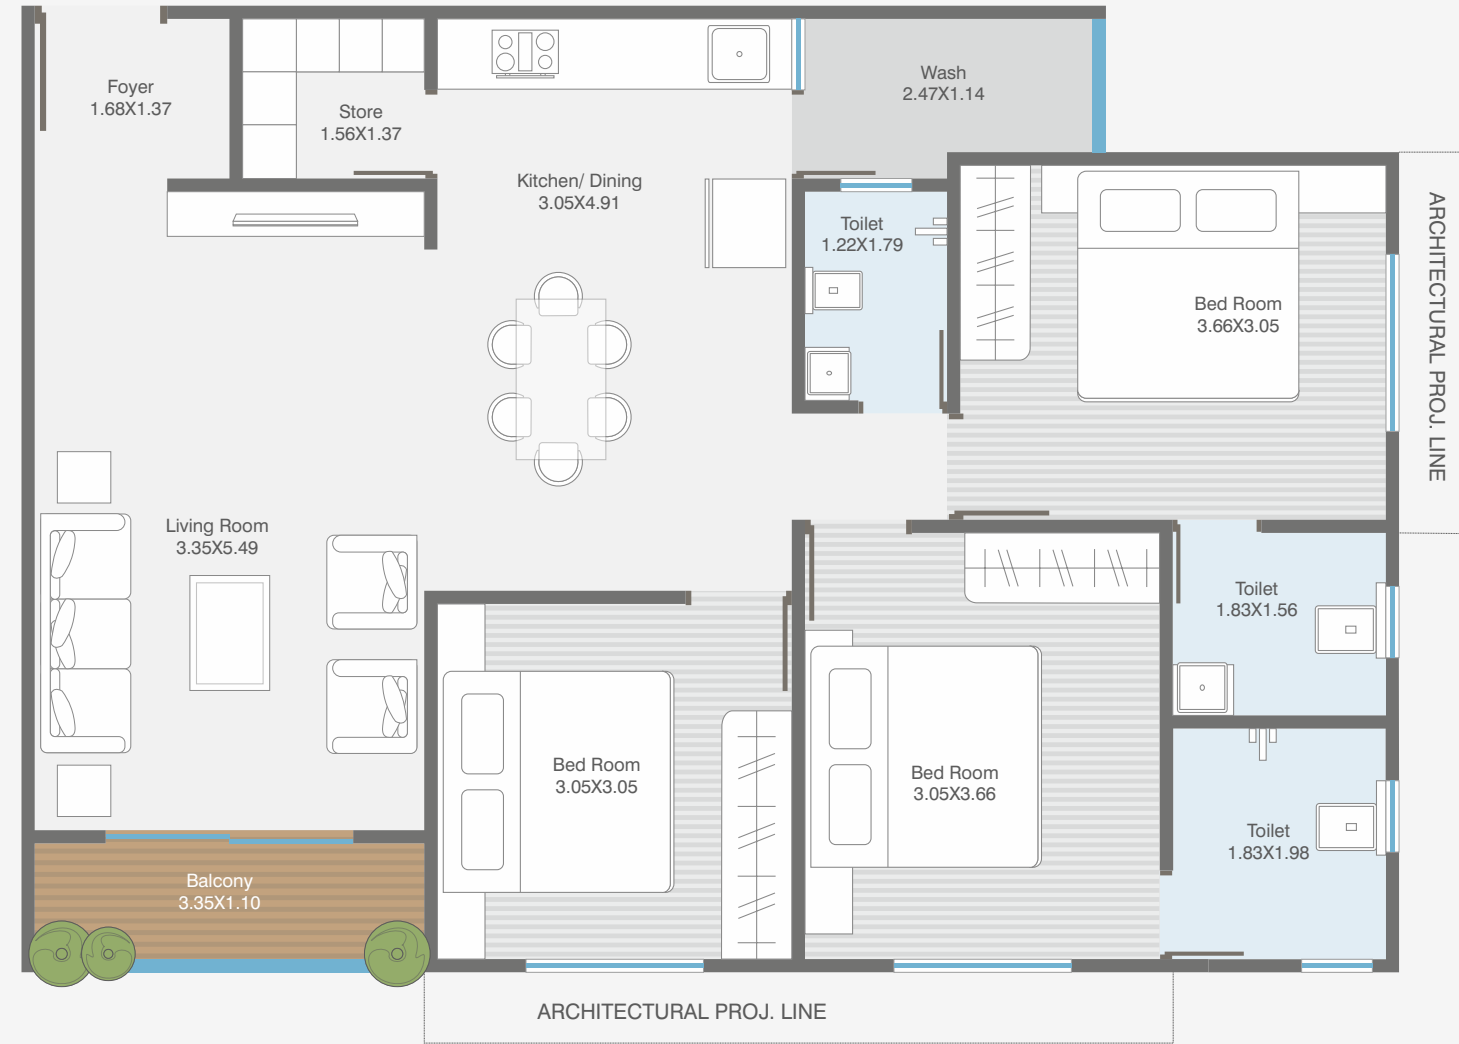 Foyer
1.68X1.37
Store
1.56X1.37
Wash
2.47X1.14
Kitchen/ Dining
3.05X4.91
Toilet
1.22X1.79
Bed Room
3.66X3.05
ARCHITECTURAL PROJ. LINE
Living Room
3.35X5.49
Toilet
1.83X1.56
Bed Room
3.05X3.05
Bed Room
3.05X3.66
Toilet
1.83X1.98
Balcony
3.35X1.10
ARCHITECTURAL PROJ. LINE